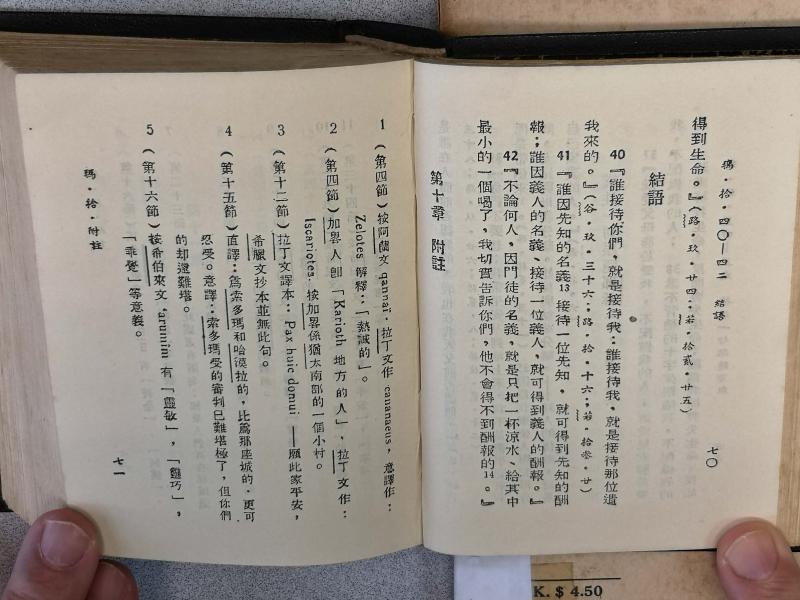 瑪·拾·四〇—四二　結語
七〇
得到生命。』(路·玖·廿四；若·拾貳·廿五)
結語
40『誰接待你們，就是接待我：誰接待我，就是接待那位遣
我來的。』(谷·玖·三十六；路·拾·十六；若·拾參·廿)
41『誰因先知的名義13接待一位先知，就可得到先知的酬
報；誰因義人的名義、接待一位義人，就可得到義人的酬報。』
42『不論何人，因門徒的名義，就是只把一杯涼水、給其中
最小的一個喝了，我切實告訴你們，他不會得不到酬報的14。』
第十章　附註
1 (第四節)按阿蘭文 qannaï·拉丁文作 cananaeus，意譯作：
Zelotes 解釋：「熱誠的」。
2 (第四節)加畧人即「Karioth 地方的人」，拉丁文作：
Iscariotes. 按加畧係猶太南部的一個小村。
3 (第十二節)拉丁文譯本：Pax huic domui ——願此家平安，
希臘文抄本並無此句。
4 (第十五節)直譯：爲索多瑪和哈漠拉的，比爲那座城的，更可
忍受。意譯：索多瑪受的審判已難堪極了，但你們
的却還難堪。
5 (第十六節)按希伯來文 'arumim 有「靈敏」，「雞巧」，
「乖覺」等意義。
瑪·拾·附註
七一
K. $ 4.50